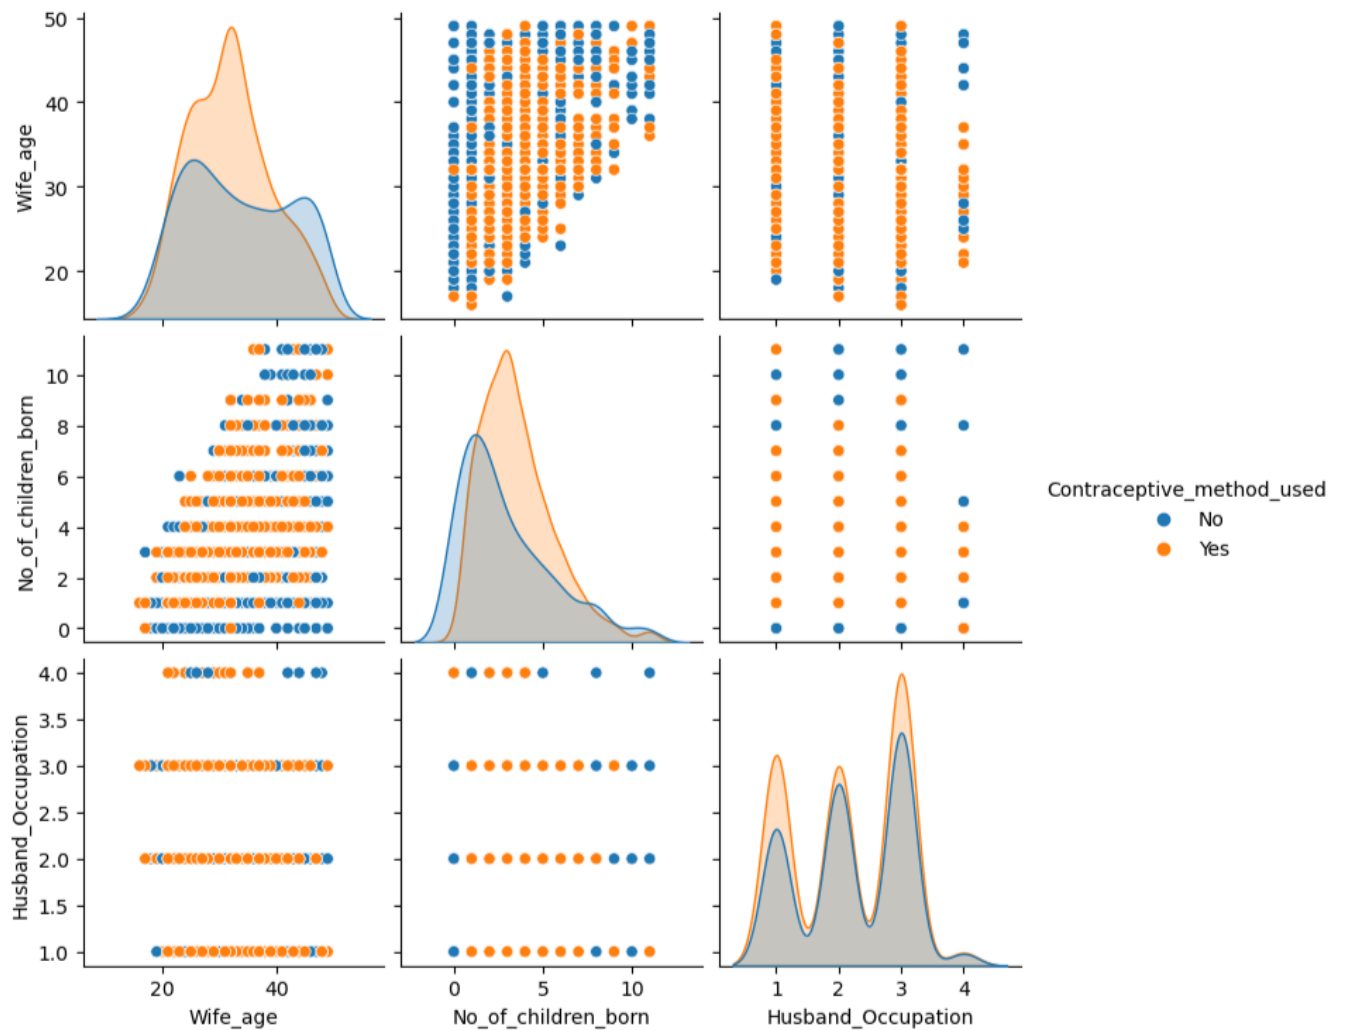 50
40
30
20
Wife_age
10
8
6
4
2
0
No_of_children_born
Contraceptive_method_used
No
Yes
4.0
3.5
3.0
2.5
2.0
1.5
1.0
Husband_Occupation
20 40 0 5 10 1 2 3 4
Wife_age No_of_children_born Husband_Occupation